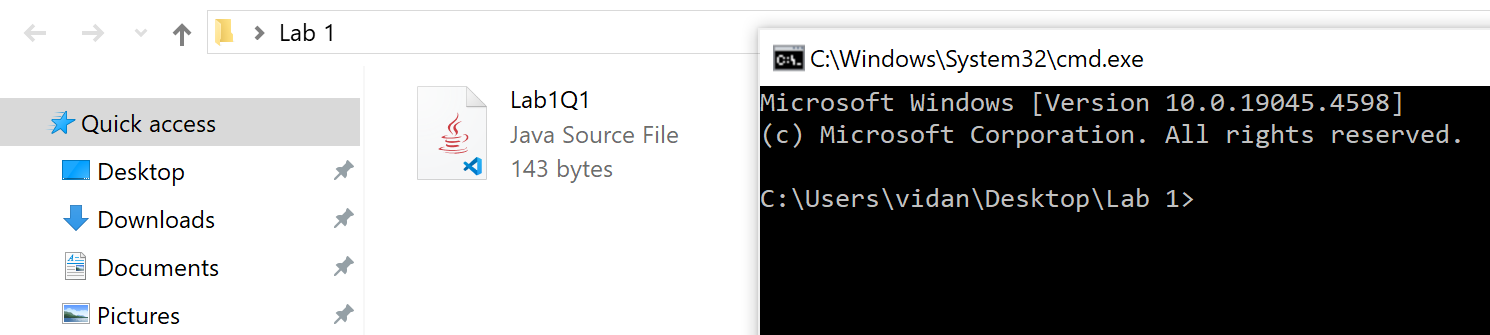 Lab 1
Quick access
Desktop
Downloads
Documents
Pictures
Lab1Q1
Java Source File
143 bytes
C:\Windows\System32\cmd.exe
Microsoft Windows [Version 10.0.19045.4598]
(c) Microsoft Corporation. All rights reserved.
C:\Users\vidan\Desktop\Lab 1>